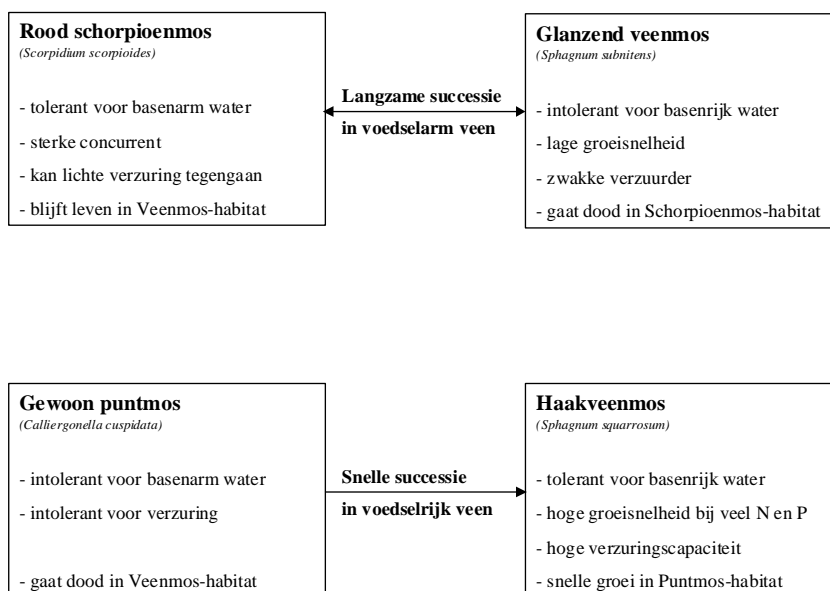 Rood schorpioenmos
(Scorpidium scorpioides)
- tolerant voor basenarm water
- sterke concurrent
- kan lichte verzuring tegengaan
- blijft leven in Veenmos-habitat
Langzame successie
in voedselarm veen
Glanzend veenmos
(Sphagnum subnitens)
- intolerant voor basenrijk water
- lage groeisnelheid
- zwakke verzuurder
- gaat dood in Schorpioenmos-habitat
Gewoon puntmos
(Calliergonella cuspidata)
- intolerant voor basenarm water
- intolerant voor verzuring
- gaat dood in Veenmos-habitat
Snelle successie
in voedselrijk veen
Haakveenmos
(Sphagnum squarrosum)
- tolerant voor basenrijk water
- hoge groeisnelheid bij veel N en P
- hoge verzuringscapaciteit
- snelle groei in Puntmos-habitat